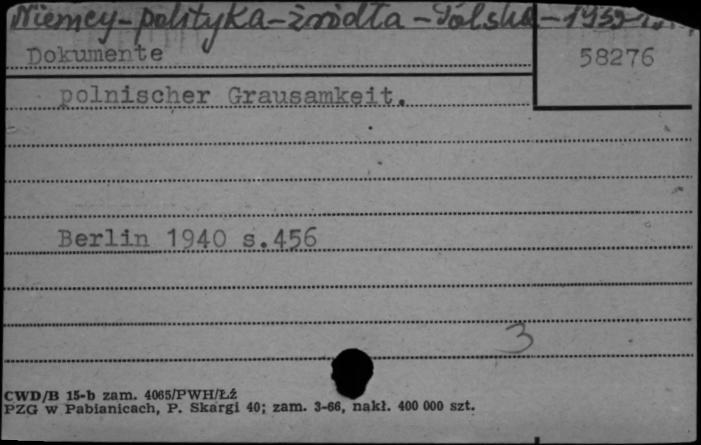 Niemcy - polityka - źródła - Polska - 1939-
Dokumente
58276
polnischer Grausamkeit.
Berlin 1940 s.456
3
CWD/B 15-b zam. 4065/PWH/Łź
PZG w Pabianicach, P. Skargi 40; zam. 3-66, nakł. 400 000 szt.